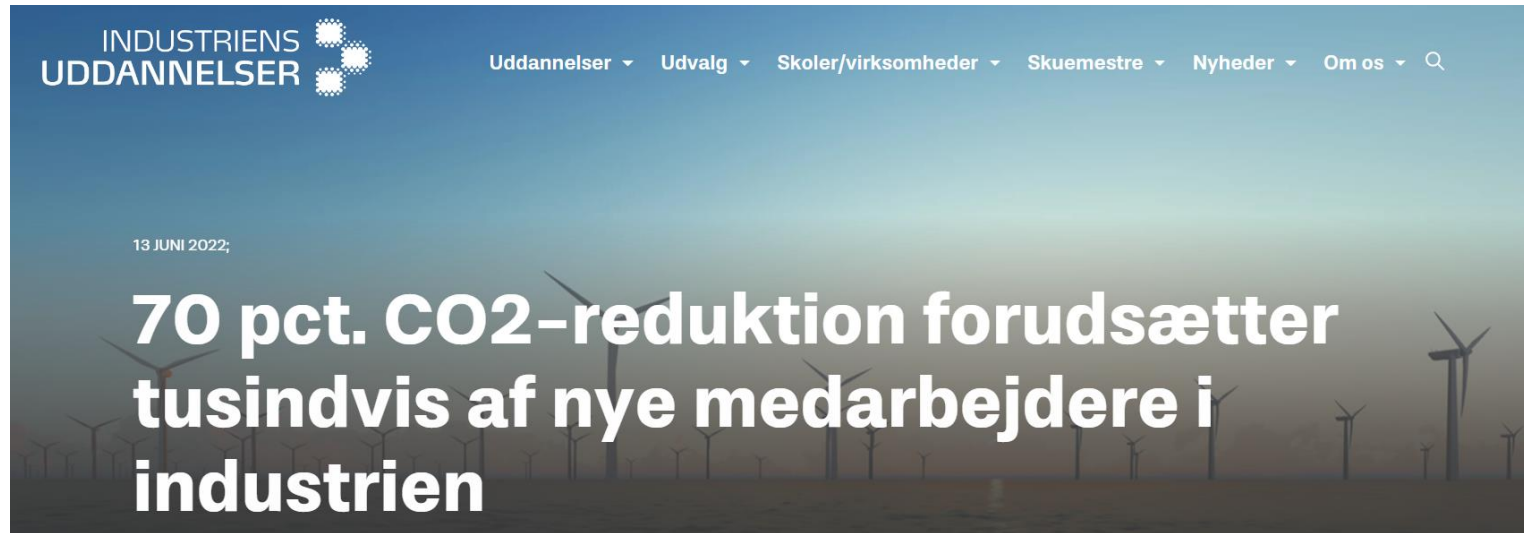 INDUSTRIENS
UDDANNELSER
Uddannelser Udvalg Skoler/virksomheder Skuemestre Nyheder Om os
13 JUNI 2022;
70 pct. CO2-reduktion forudsætter
tusindvis af nye medarbejdere i
industrien